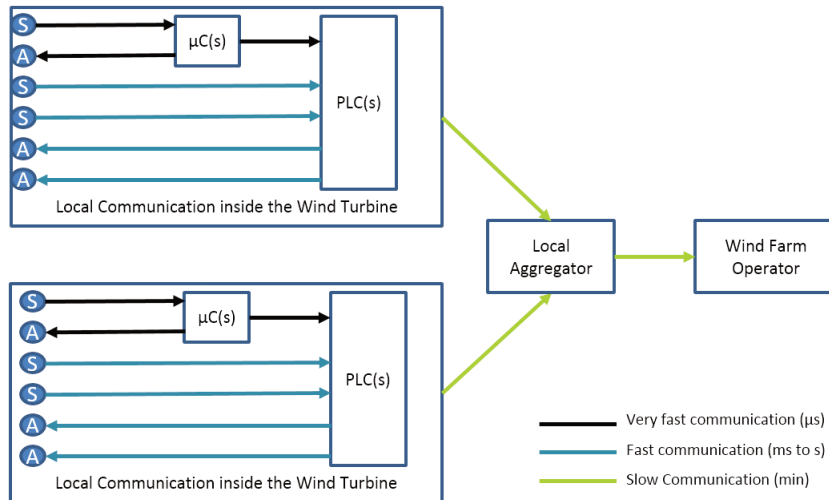 S
A
S
S
A
A
µC(s)
PLC(s)
Local Communication inside the Wind Turbine
Local
Aggregator
Wind Farm
Operator
S
A
S
S
A
A
µC(s)
PLC(s)
Local Communication inside the Wind Turbine
Very fast communication (µs)
Fast communication (ms to s)
Slow Communication (min)